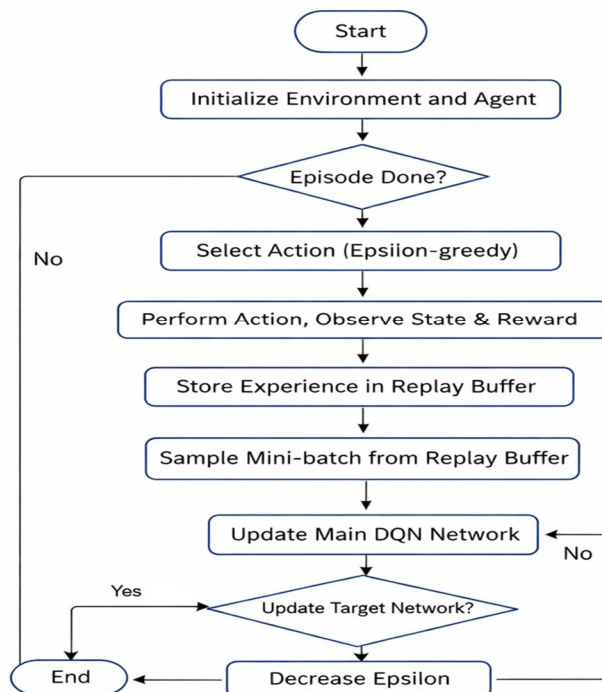 Start
Initialize Environment and Agent
Episode Done?
No
Select Action (Epsiion-greedy)
Perform Action, Observe State & Reward
Store Experience in Replay Buffer
Sample Mini-batch from Replay Buffer
Update Main DQN Network
No
Yes
Update Target Network?
End
Decrease Epsilon